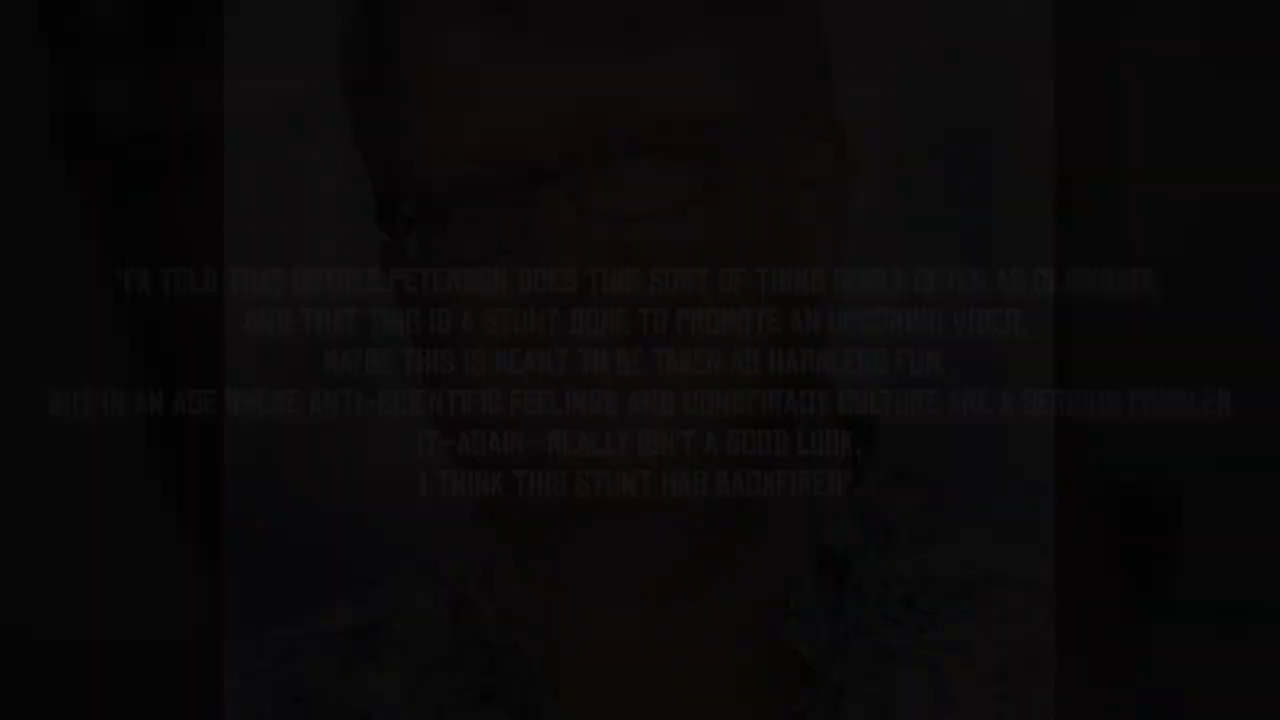 I'M TOLD THAT PETERSON DOES THIS SORT OF THING FAIRLY OFTEN AS CLICKBAIT,
AND THAT THIS IS A STUNT DONE TO PROMOTE AN UPCOMING VIDEO.
MAYBE THIS IS MEANT TO BE TAKEN AS HARMLESS FUN.
BUT IN AN AGE WHERE ANTI-SCIENTIFIC FEELINGS AND CONSPIRACY CULTURE ARE A SERIOUS PROBLEM,
IT-AGAIN-REALLY ISN'T A GOOD LOOK.
I THINK THIS STUNT HAS BACKFIRED"